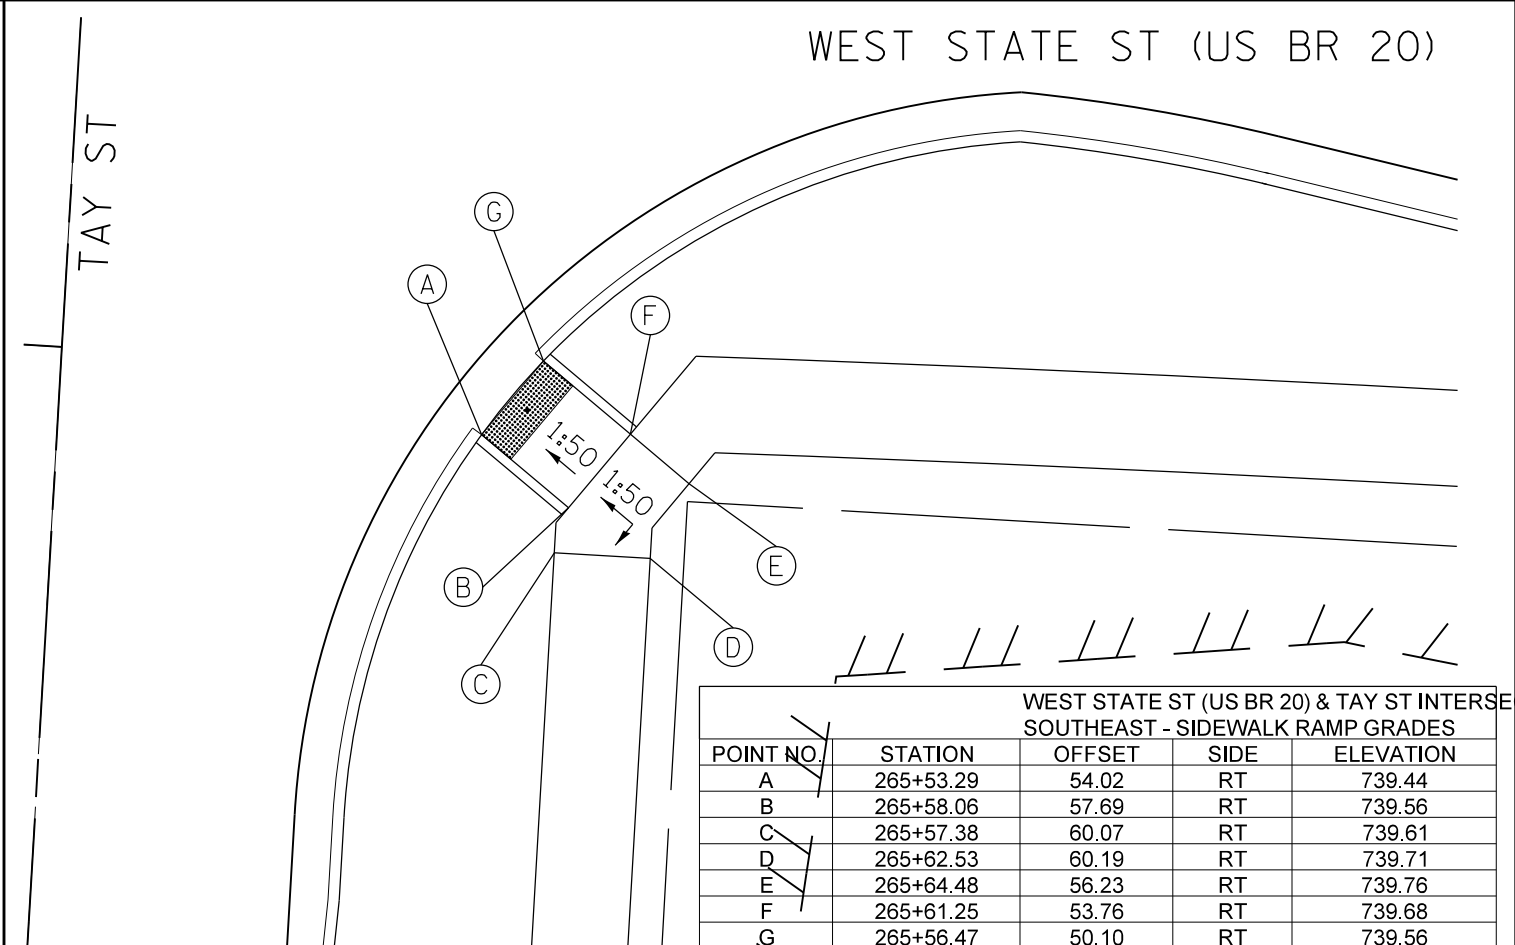 WEST STATE ST (US BR 20)
TAY ST
G
A
F
1:50
1:50
E
B
D
C
WEST STATE ST (US BR 20) & TAY ST
SOUTHEAST - SIDEWALK RAMP GRADES
POINT NO. STATION OFFSET SIDE ELEVATION
A 265+53.29 54.02 RT 739.44
B 265+58.06 57.69 RT 739.56
C 265+57.38 60.07 RT 739.61
D 265+62.53 60.19 RT 739.71
E 265+64.48 56.23 RT 739.76
F 265+61.25 53.76 RT 739.68
G 265+56.47 50.10 RT 739.56